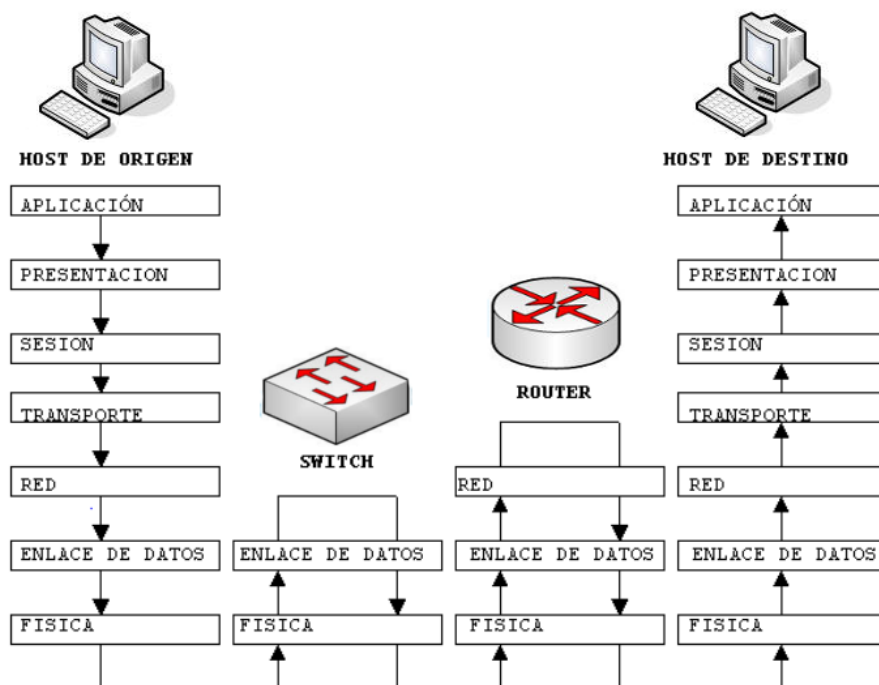 HOST DE ORIGEN
APLICACIÓN
PRESENTACION
SESION
TRANSPORTE
RED
ENLACE DE DATOS
FISICA
SWITCH
ENLACE DE DATOS
FISICA
ROUTER
RED
ENLACE DE DATOS
FISICA
HOST DE DESTINO
APLICACIÓN
PRESENTACION
SESION
TRANSPORTE
RED
ENLACE DE DATOS
FISICA